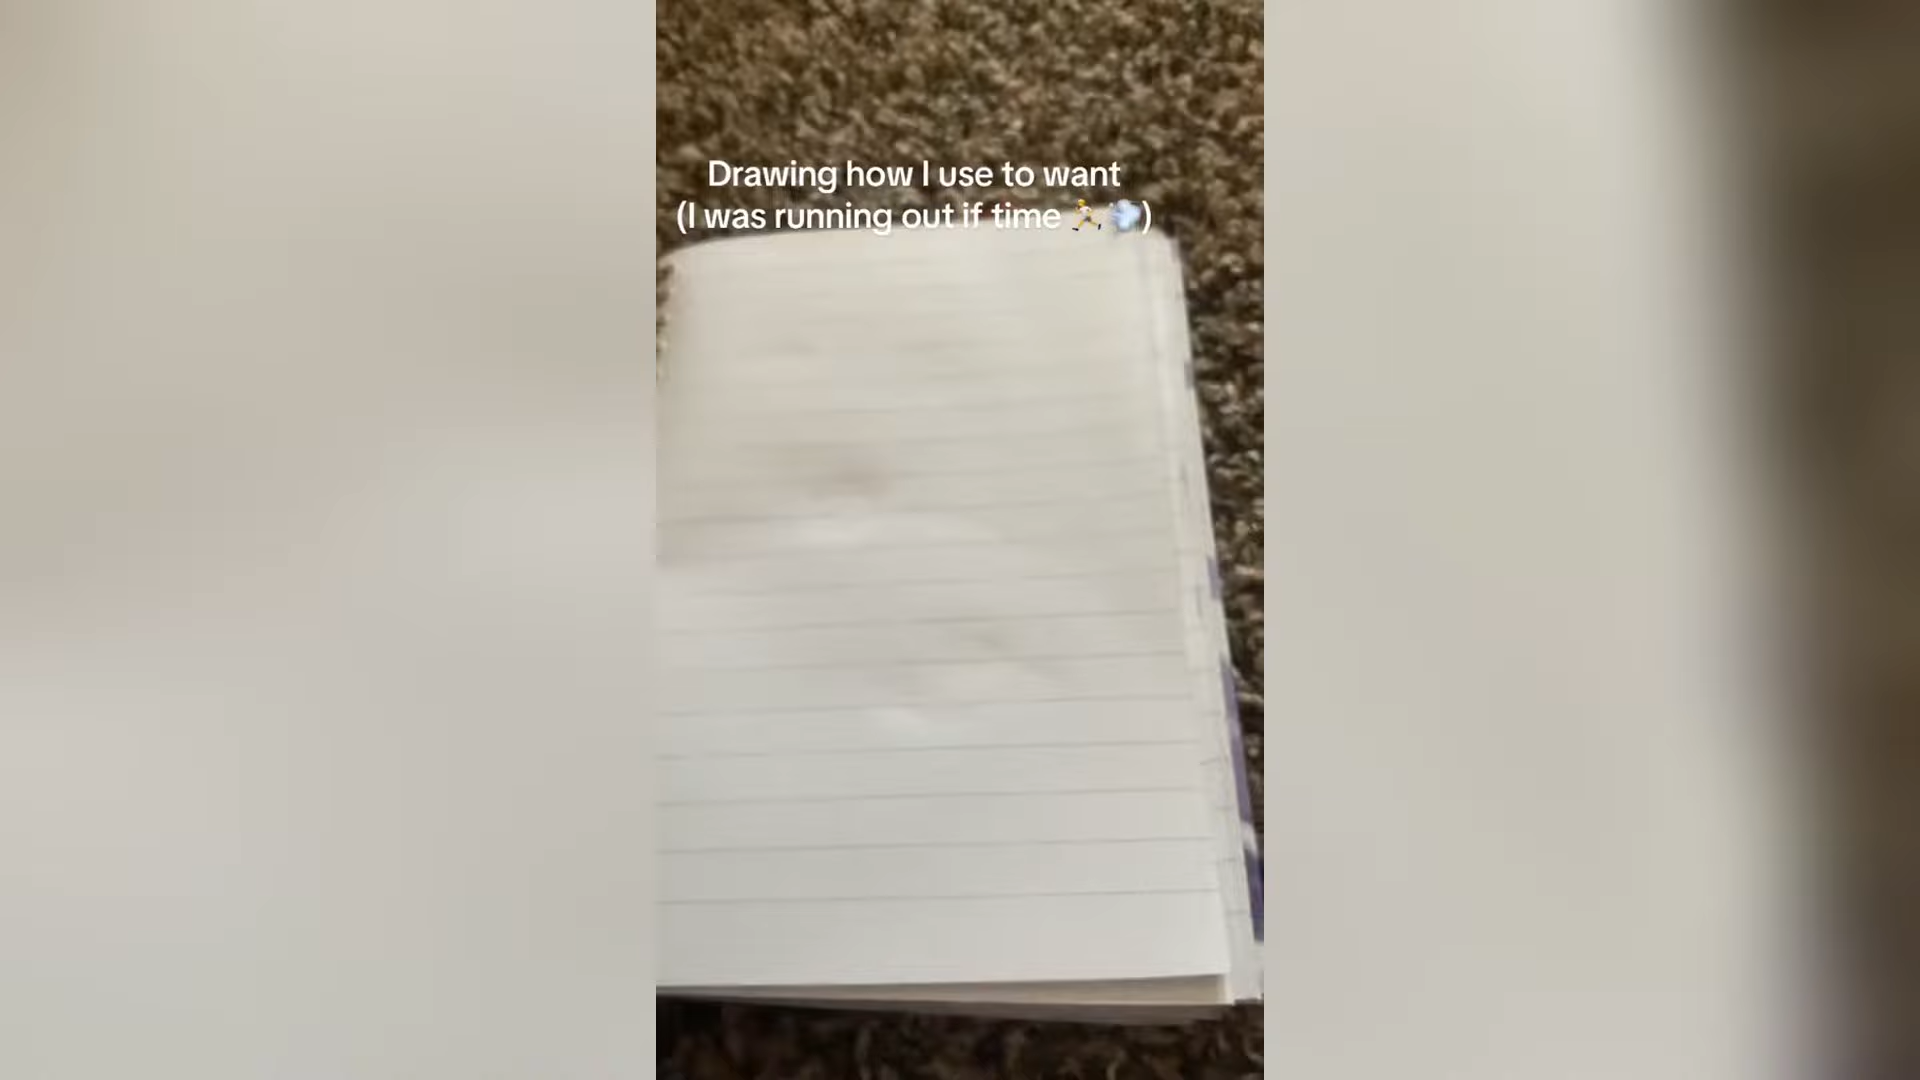 Drawing how I use to want
(I was running out if time 🏃💨)